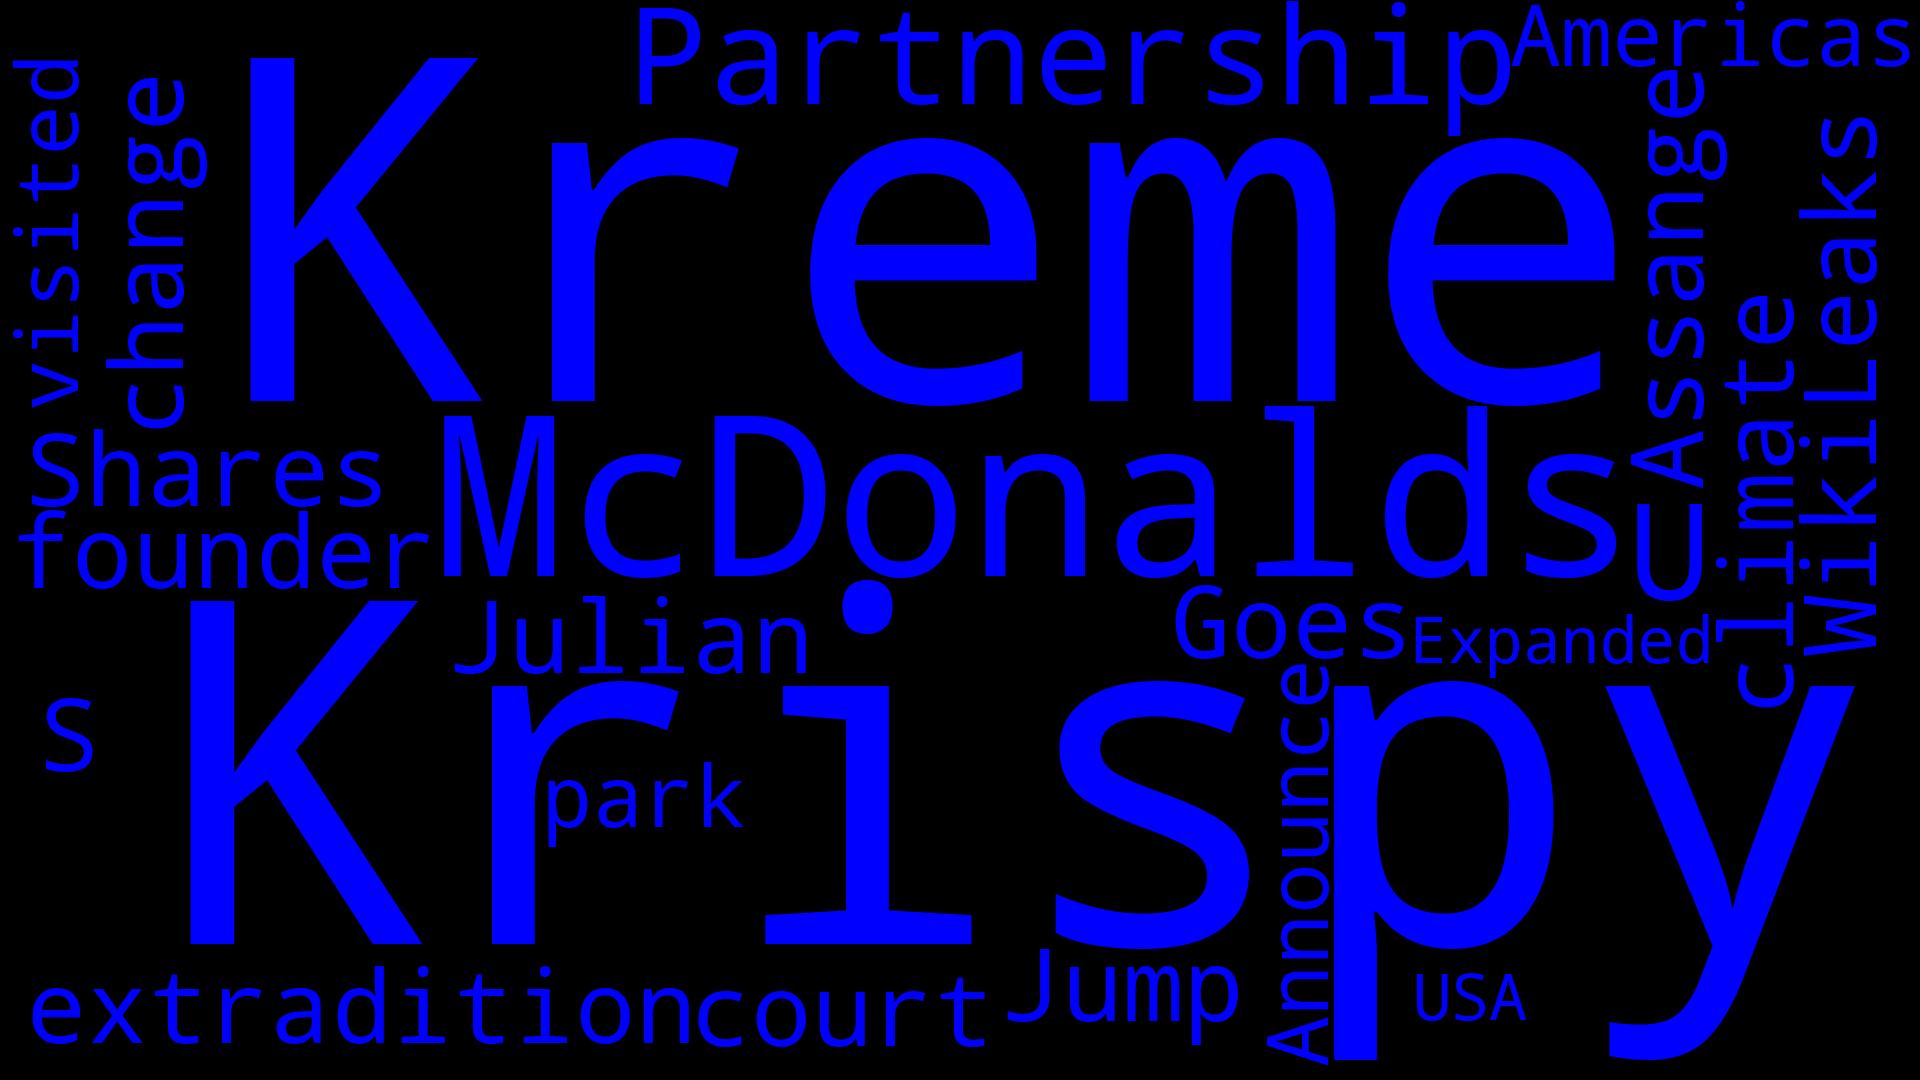 Partnership
Americas
visited
change
Kreme
Assange
WikiLeaks
climate
Shares
McDonalds
U
founder
Julian
Goes
Expanded
Krispy
S
park
Announce
extradition
court
Jump
USA